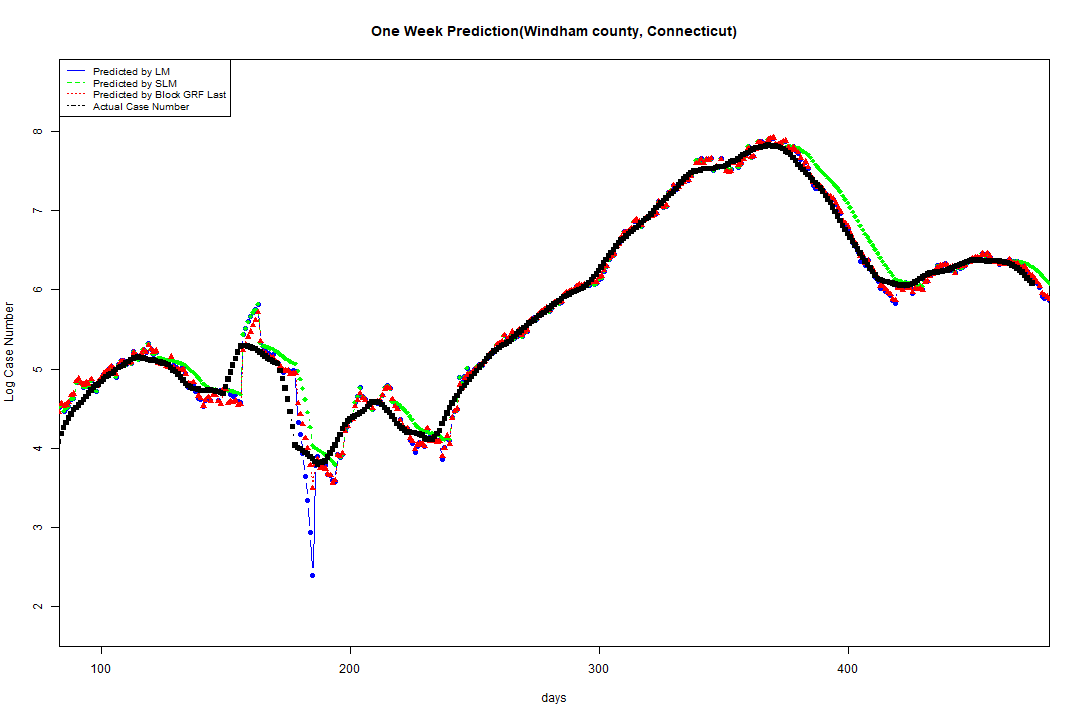 One Week Prediction(Windham county, Connecticut)
Predicted by LM
Predicted by SLM
Predicted by Block GRF Last
Actual Case Number
8
7
6
5
4
3
2
Log Case Number
100 200 300 400
days